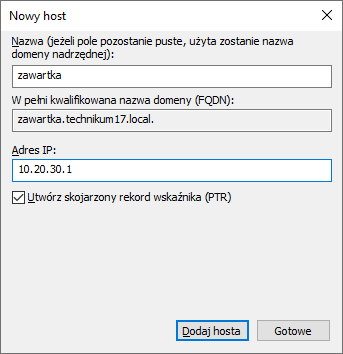 Nowy host
Nazwa (jeżeli pole pozostanie puste, użyta zostanie nazwa
domeny nadrzędnej):
zawartka
W pełni kwalifikowana nazwa domeny (FQDN):
zawartka.technikum17.local.
Adres IP:
10.20.30.1
Utwórz skojarzony rekord wskaźnika (PTR)
Dodaj hosta
Gotowe